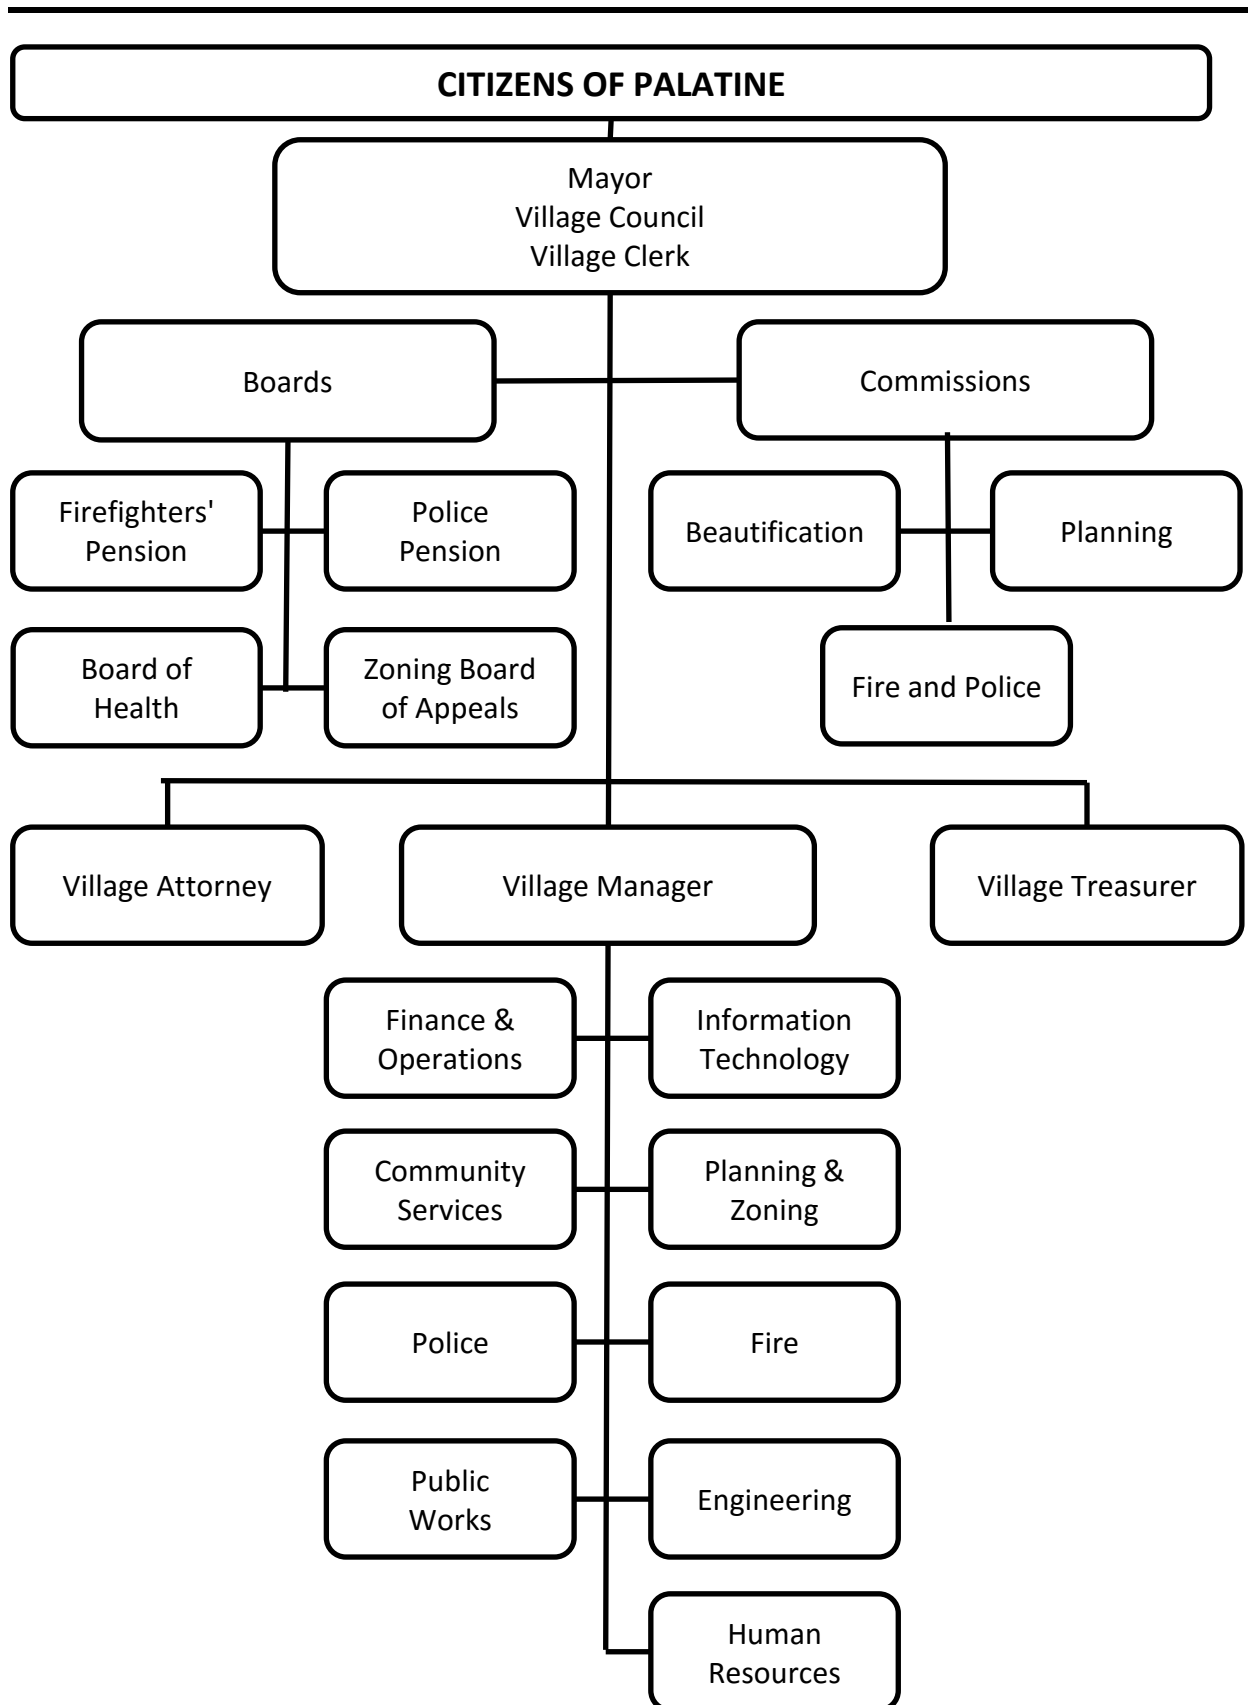 CITIZENS OF PALATINE
Mayor
Village Council
Village Clerk
Boards
Commissions
Firefighters'
Pension
Police
Pension
Beautification
Planning
Board of
Health
Zoning Board
of Appeals
Fire and Police
Village Attorney
Village Manager
Village Treasurer
Finance &
Operations
Information
Technology
Community
Services
Planning &
Zoning
Police
Fire
Public
Works
Engineering
Human
Resources